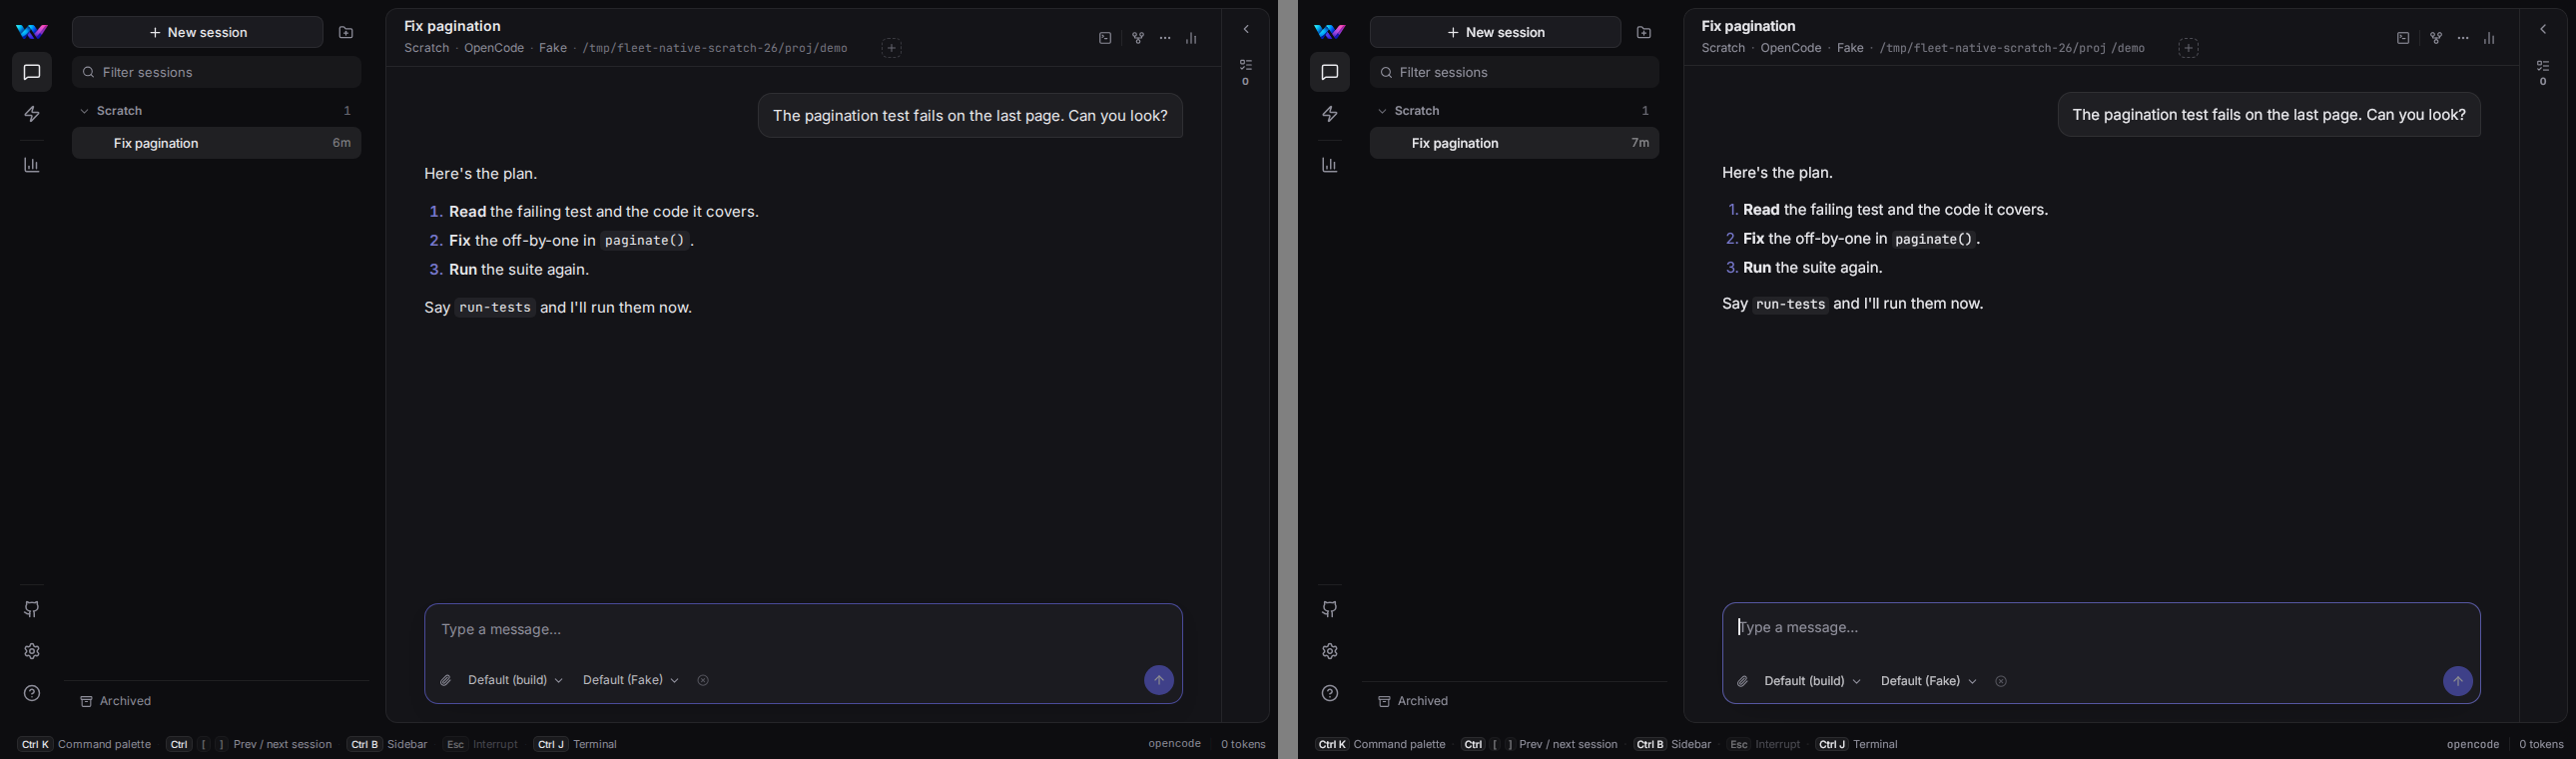 New session
Filter sessions
Scratch 1
Fix pagination 6m
Archived
Fix pagination
Scratch · OpenCode · Fake · /tmp/fleet-native-scratch-26/proj/demo
0
The pagination test fails on the last page. Can you look?
Here's the plan.
1. Read the failing test and the code it covers.
2. Fix the off-by-one in paginate().
3. Run the suite again.
Say run-tests and I'll run them now.
Type a message...
Default (build) Default (Fake)
Ctrl K Command palette Ctrl [ ] Prev / next session Ctrl B Sidebar Esc Interrupt Ctrl J Terminal opencode 0 tokens
New session
Filter sessions
Scratch 1
Fix pagination 7m
Archived
Fix pagination
Scratch · OpenCode · Fake · /tmp/fleet-native-scratch-26/proj /demo
0
The pagination test fails on the last page. Can you look?
Here's the plan.
1. Read the failing test and the code it covers.
2. Fix the off-by-one in paginate().
3. Run the suite again.
Say run-tests and I'll run them now.
Type a message...
Default (build) Default (Fake)
Ctrl K Command palette Ctrl [ ] Prev / next session Ctrl B Sidebar Esc Interrupt Ctrl J Terminal opencode 0 tokens